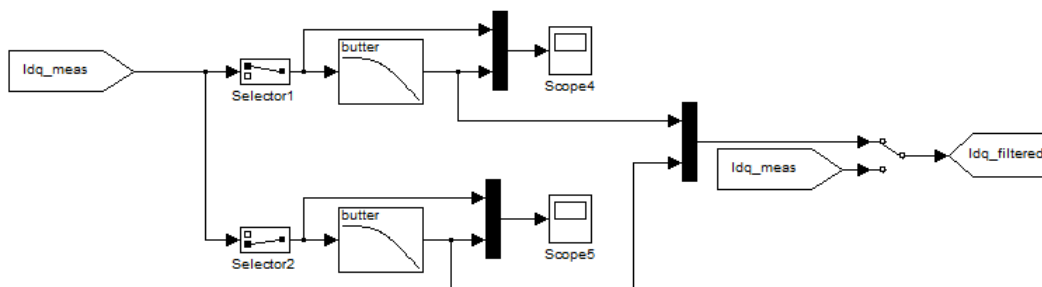 butter
Idq_meas
Selector1
Scope4
Idq_meas
Idq_filtered
butter
Selector2
Scope5